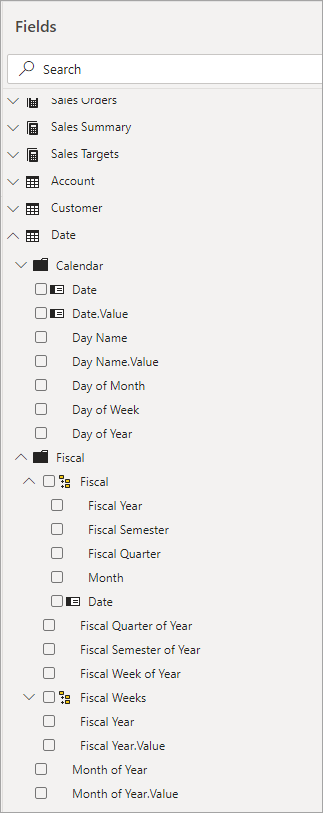 Fields
Search
Sales Orders
Sales Summary
Sales Targets
Account
Customer
Date
Calendar
Date
Date.Value
Day Name
Day Name.Value
Day of Month
Day of Week
Day of Year
Fiscal
Fiscal
Fiscal Year
Fiscal Semester
Fiscal Quarter
Month
Date
Fiscal Quarter of Year
Fiscal Semester of Year
Fiscal Week of Year
Fiscal Weeks
Fiscal Year
Fiscal Year.Value
Month of Year
Month of Year.Value